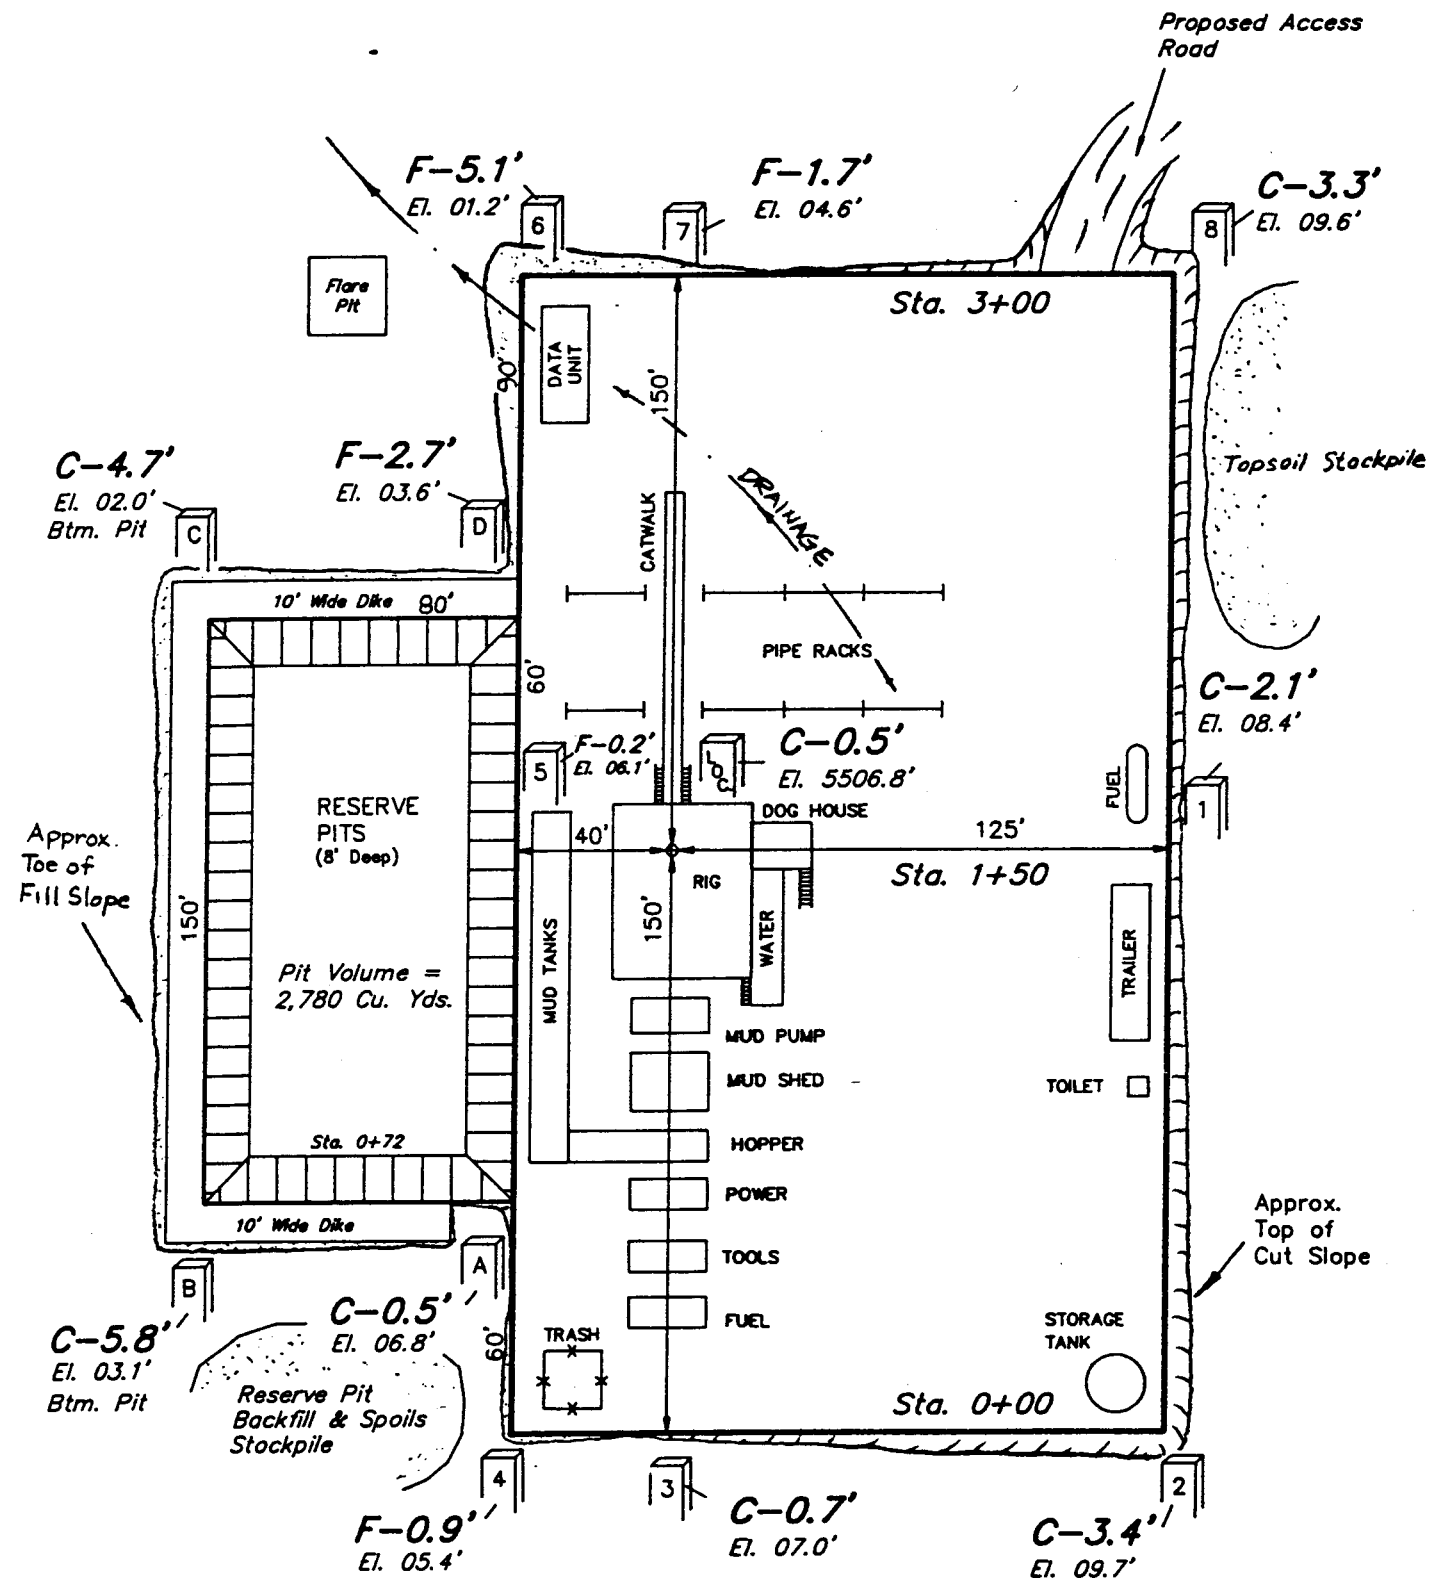 Proposed Access
Road
F-5.1'
El. 01.2'
6
F-1.7'
El. 04.6'
7
C-3.3'
El. 09.6'
8
Flare
Pit
Sta. 3+00
DATA
UNIT
90'
150'
Topsoil Stockpile
C-4.7'
El. 02.0'
Btm. Pit
C
F-2.7'
El. 03.6'
D
CATWALK
DRAINAGE
10' Wide Dike
80'
60'
PIPE RACKS
C-2.1'
El. 08.4'
1
5
F-0.2'
El. 06.1'
LOC
C-0.5'
El. 5506.8'
FUEL
DOG HOUSE
RESERVE
PITS
(8' Deep)
Approx.
Toe of
Fill Slope
40'
125'
RIG
Sta. 1+50
150'
150'
MUD TANKS
WATER
TRAILER
Pit Volume =
2,780 Cu. Yds.
MUD PUMP
MUD SHED
TOILET
Sta. 0+72
HOPPER
POWER
10' Wide Dike
TOOLS
Approx.
Top of
Cut Slope
A
B
C-0.5'
El. 06.8'
C-5.8'
El. 03.1'
Btm. Pit
60'
FUEL
TRASH
STORAGE
TANK
Reserve Pit
Backfill & Spoils
Stockpile
Sta. 0+00
4
F-0.9'
El. 05.4'
3
C-0.7'
El. 07.0'
2
C-3.4'
El. 09.7'